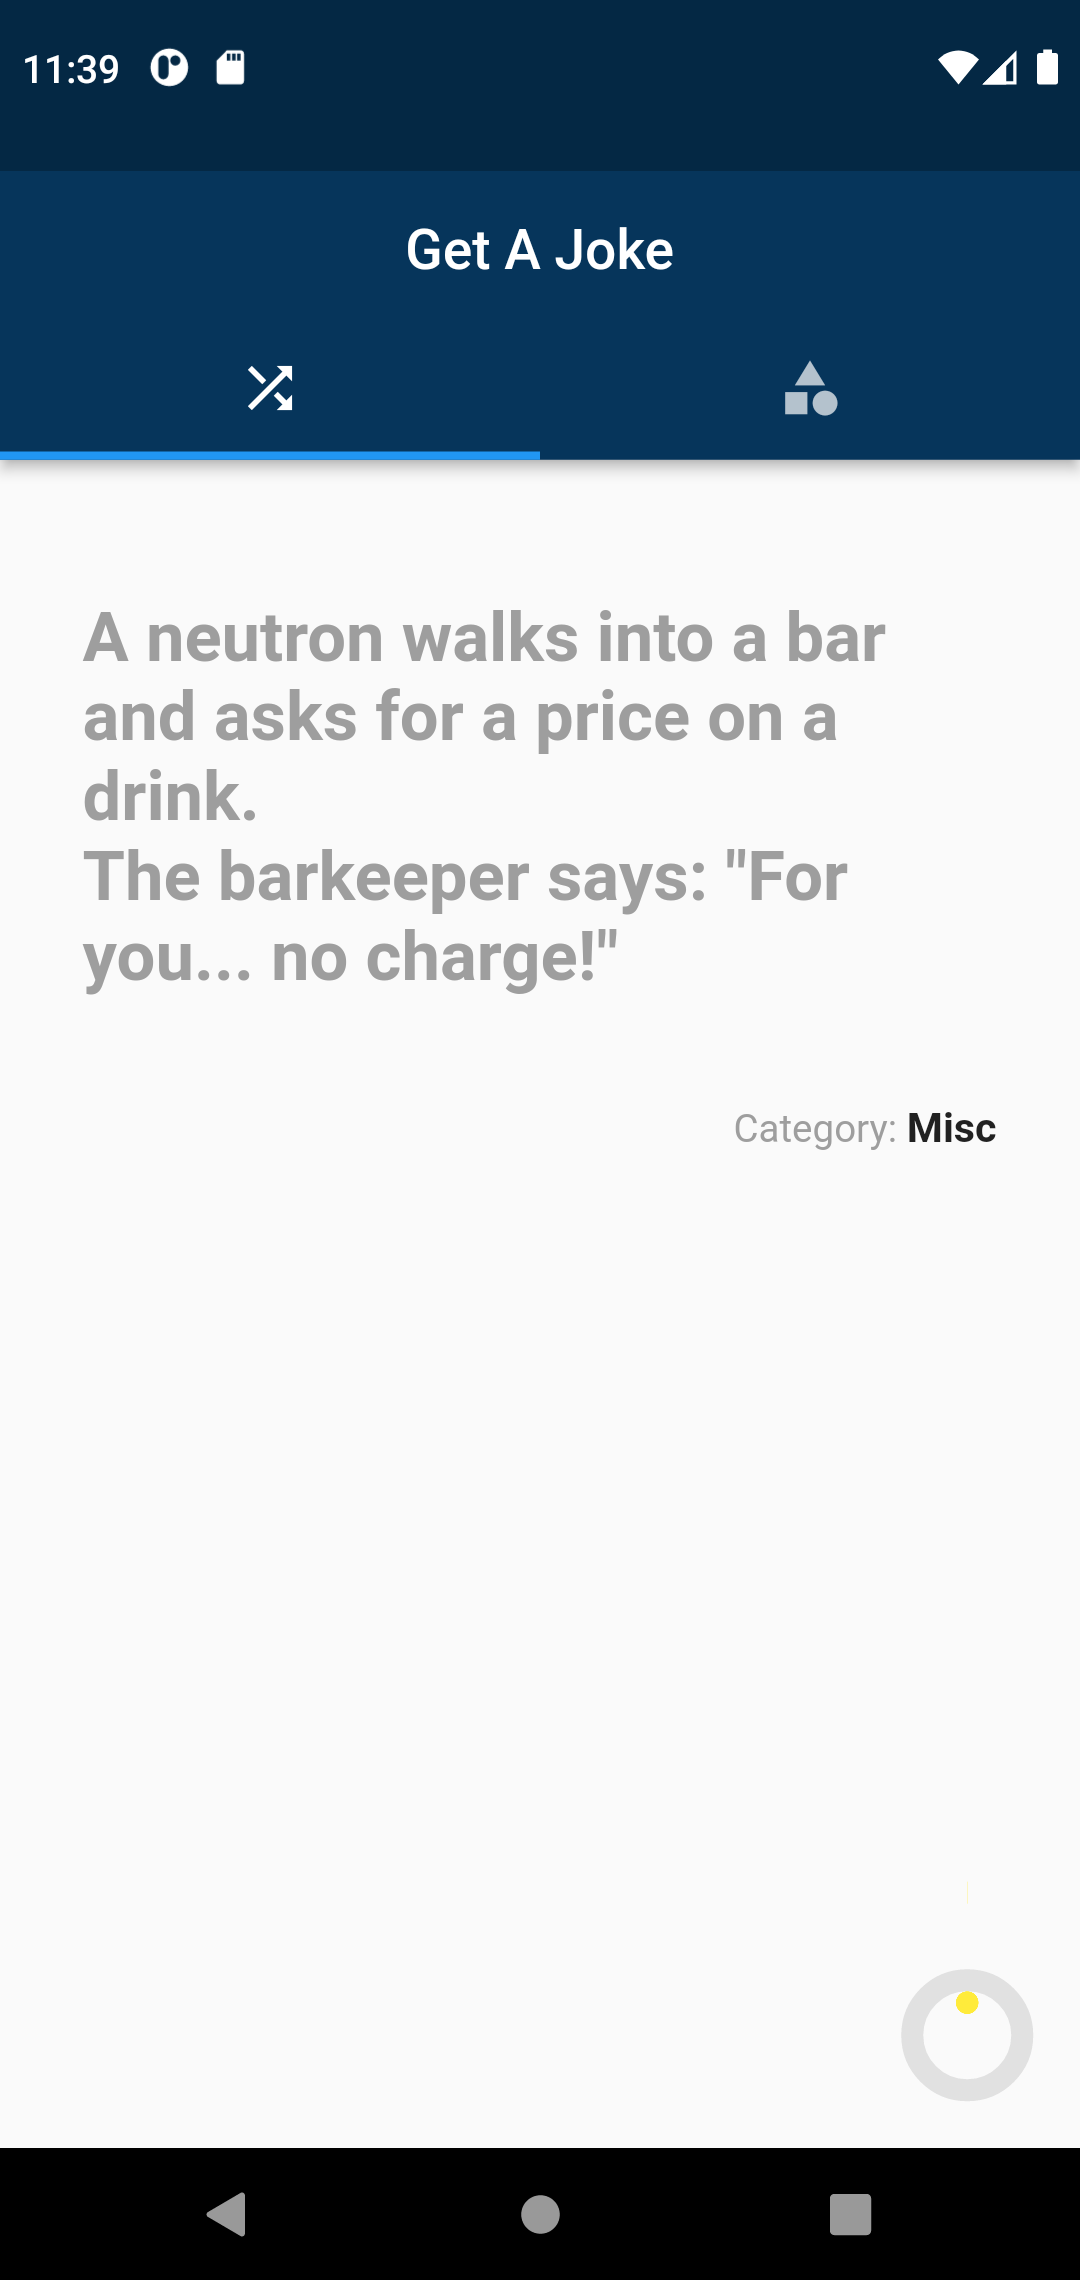 11:39
Get A Joke
A neutron walks into a bar
and asks for a price on a
drink.
The barkeeper says: "For
you... no charge!"
Category: Misc